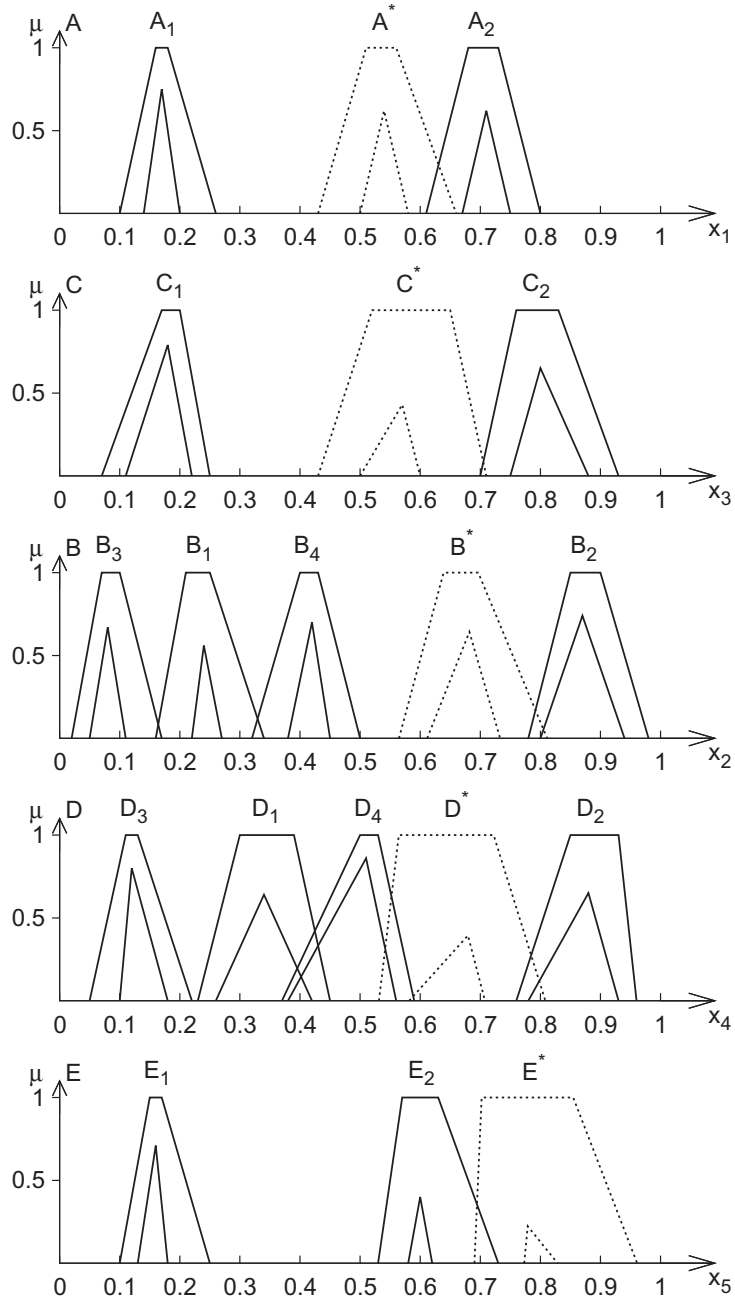 μ A A₁ A* A₂
1
0.5
0 0.1 0.2 0.3 0.4 0.5 0.6 0.7 0.8 0.9 1 x₁
μ C C₁ C* C₂
1
0.5
0 0.1 0.2 0.3 0.4 0.5 0.6 0.7 0.8 0.9 1 x₃
μ B B₃ B₁ B₄ B* B₂
1
0.5
0 0.1 0.2 0.3 0.4 0.5 0.6 0.7 0.8 0.9 1 x₂
μ D D₃ D₁ D₄ D* D₂
1
0.5
0 0.1 0.2 0.3 0.4 0.5 0.6 0.7 0.8 0.9 1 x₄
μ E E₁ E₂ E*
1
0.5
0 0.1 0.2 0.3 0.4 0.5 0.6 0.7 0.8 0.9 1 x₅